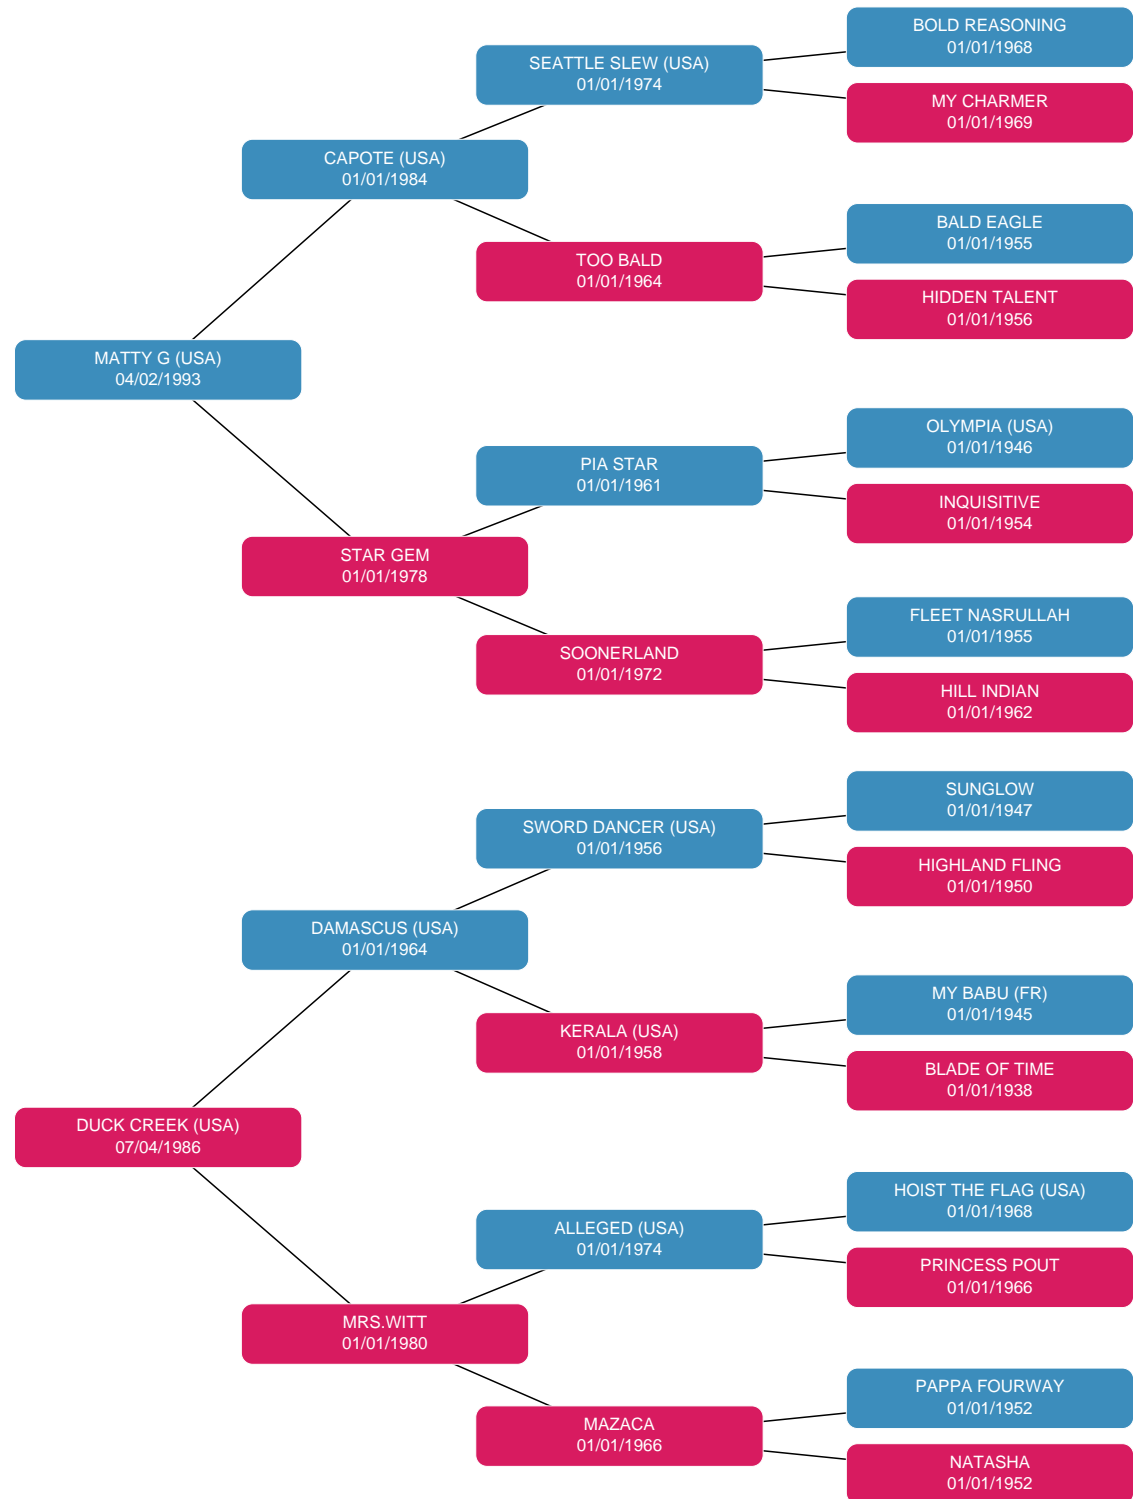 BOLD REASONING
01/01/1968
SEATTLE SLEW (USA)
01/01/1974
MY CHARMER
01/01/1969
CAPOTE (USA)
01/01/1984
BALD EAGLE
01/01/1955
TOO BALD
01/01/1964
HIDDEN TALENT
01/01/1956
MATTY G (USA)
04/02/1993
OLYMPIA (USA)
01/01/1946
PIA STAR
01/01/1961
INQUISITIVE
01/01/1954
STAR GEM
01/01/1978
FLEET NASRULLAH
01/01/1955
SOONERLAND
01/01/1972
HILL INDIAN
01/01/1962
SUNGLOW
01/01/1947
SWORD DANCER (USA)
01/01/1956
HIGHLAND FLING
01/01/1950
DAMASCUS (USA)
01/01/1964
MY BABU (FR)
01/01/1945
KERALA (USA)
01/01/1958
BLADE OF TIME
01/01/1938
DUCK CREEK (USA)
07/04/1986
HOIST THE FLAG (USA)
01/01/1968
ALLEGED (USA)
01/01/1974
PRINCESS POUT
01/01/1966
MRS.WITT
01/01/1980
PAPPA FOURWAY
01/01/1952
MAZACA
01/01/1966
NATASHA
01/01/1952